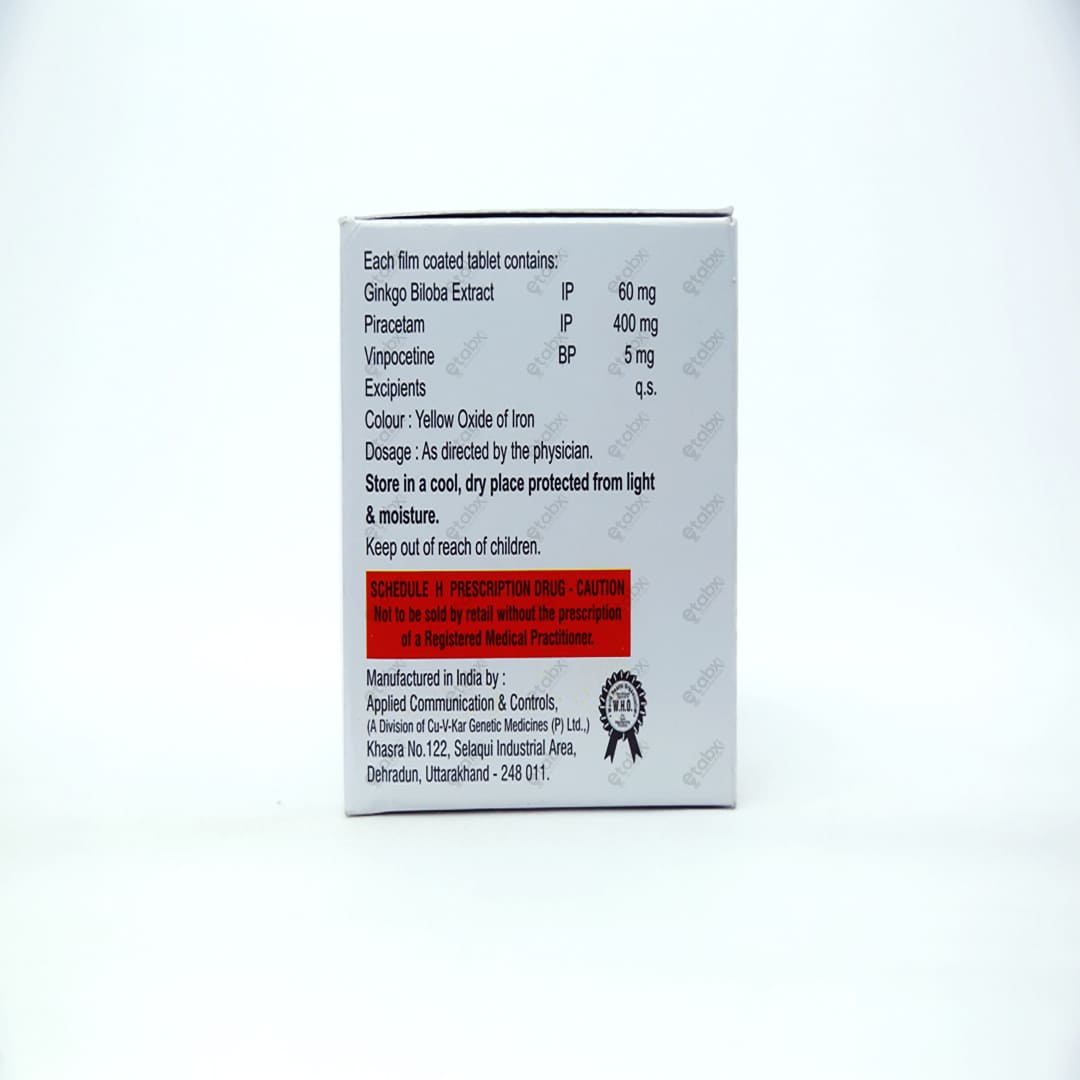 Each film coated tablet contains:
Ginkgo Biloba Extract IP 60 mg
Piracetam IP 400 mg
Vinpocetine BP 5 mg
Excipients q.s.
Colour : Yellow Oxide of Iron
Dosage : As directed by the physician.
Store in a cool, dry place protected from light
& moisture.
Keep out of reach of children.
SCHEDULE H PRESCRIPTION DRUG - CAUTION
Not to be sold by retail without the prescription
of a Registered Medical Practitioner.
Manufactured in India by :
Applied Communication & Controls,
(A Division of Cu-V-Kar Genetic Medicines (P) Ltd.,)
Khasra No.122, Selaqui Industrial Area,
Dehradun, Uttarakhand - 248 011.
W.H.O.
etabx